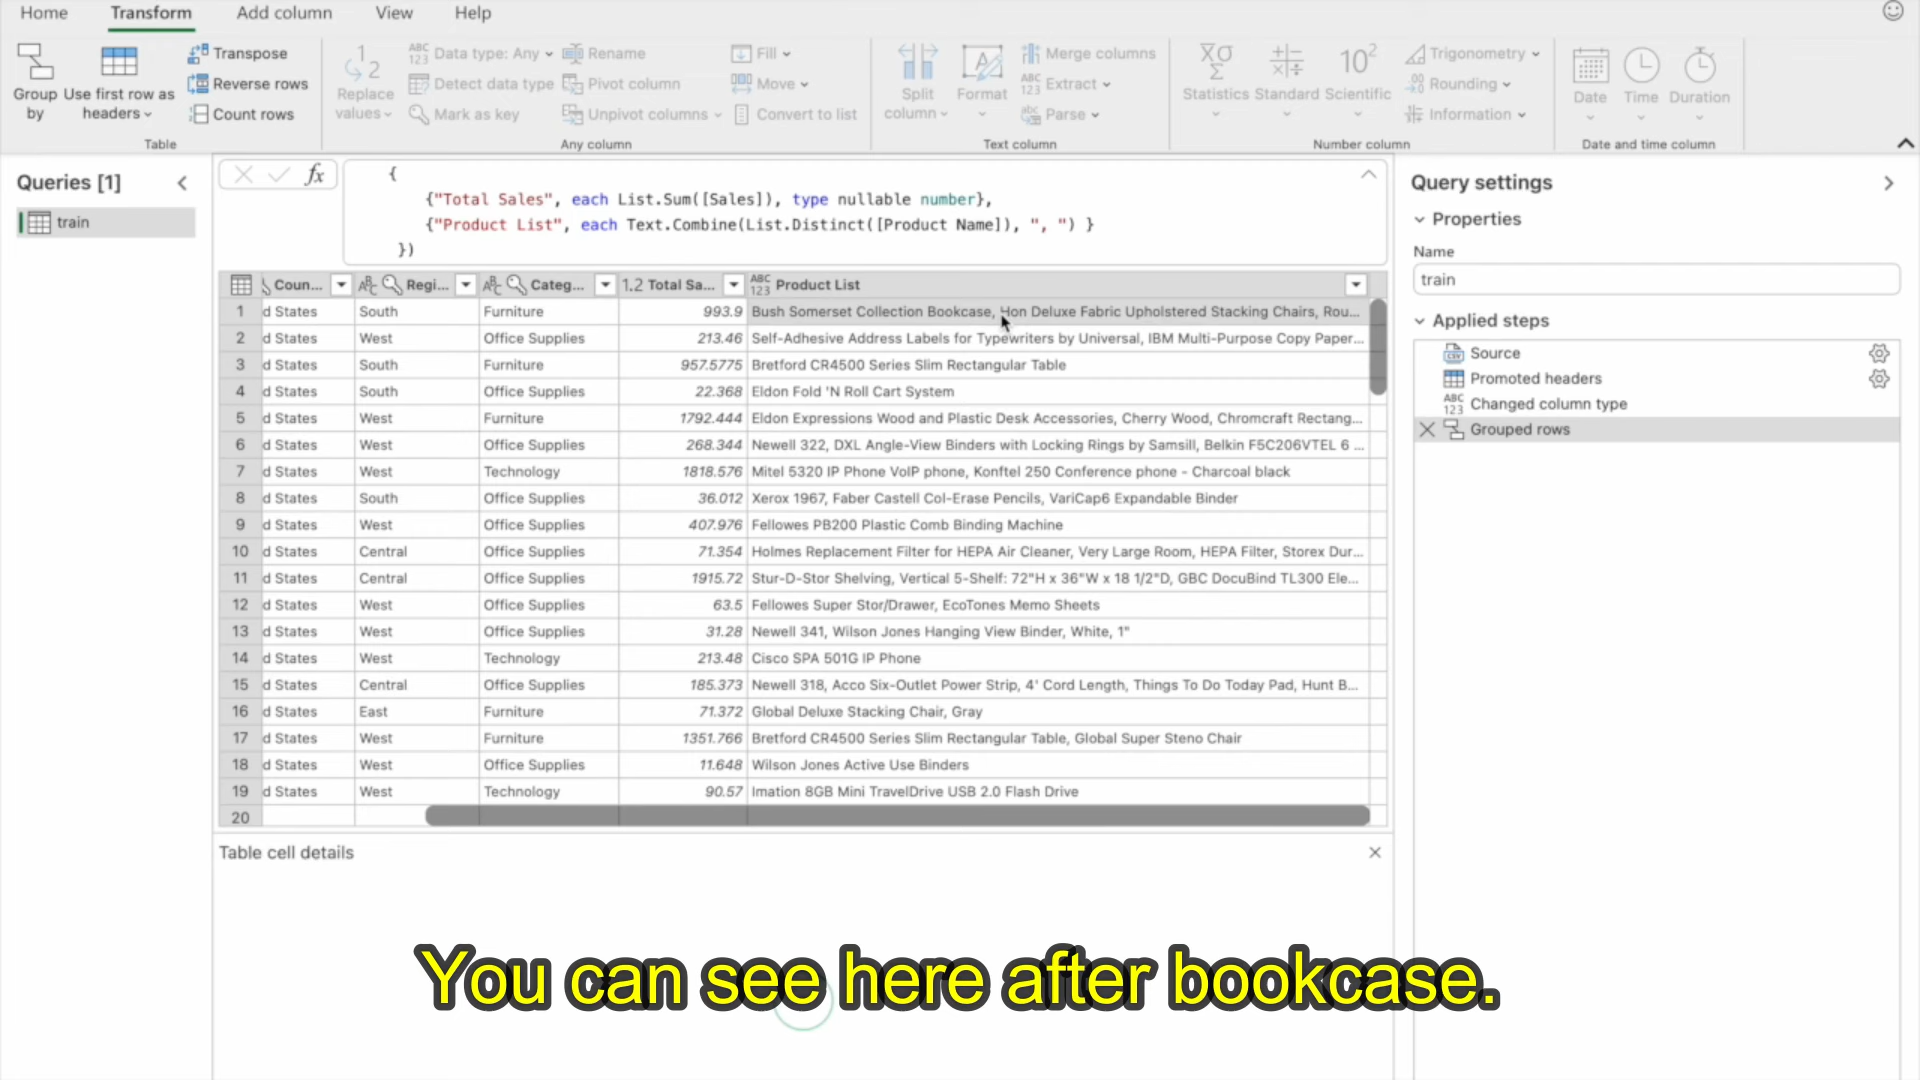 Home Transform Add column View Help
Group by
Use first row as headers
Transpose
Reverse rows
Count rows
Table
Replace values
Data type: Any
Detect data type
Mark as key
Rename
Pivot column
Unpivot columns
Fill
Move
Convert to list
Any column
Split column
Format
Merge columns
Extract
Parse
Text column
Statistics Standard Scientific
Trigonometry
Rounding
Information
Number column
Date Time Duration
Date and time column
Queries [1]
train
fx
{
{"Total Sales", each List.Sum([Sales]), type nullable number},
{"Product List", each Text.Combine(List.Distinct([Product Name]), ", ") }
})
Coun... Regi... Categ... 1.2 Total Sa... ABC 123 Product List
1 d States South Furniture 993.9 Bush Somerset Collection Bookcase, Hon Deluxe Fabric Upholstered Stacking Chairs, Rou...
2 d States West Office Supplies 213.46 Self-Adhesive Address Labels for Typewriters by Universal, IBM Multi-Purpose Copy Paper...
3 d States South Furniture 957.5775 Bretford CR4500 Series Slim Rectangular Table
4 d States South Office Supplies 22.368 Eldon Fold 'N Roll Cart System
5 d States West Furniture 1792.444 Eldon Expressions Wood and Plastic Desk Accessories, Cherry Wood, Chromcraft Rectang...
6 d States West Office Supplies 268.344 Newell 322, DXL Angle-View Binders with Locking Rings by Samsill, Belkin F5C206VTEL 6 ...
7 d States West Technology 1818.576 Mitel 5320 IP Phone VoIP phone, Konftel 250 Conference phone - Charcoal black
8 d States South Office Supplies 36.012 Xerox 1967, Faber Castell Col-Erase Pencils, VariCap6 Expandable Binder
9 d States West Office Supplies 407.976 Fellowes PB200 Plastic Comb Binding Machine
10 d States Central Office Supplies 71.354 Holmes Replacement Filter for HEPA Air Cleaner, Very Large Room, HEPA Filter, Storex Dur...
11 d States Central Office Supplies 1915.72 Stur-D-Stor Shelving, Vertical 5-Shelf: 72"H x 36"W x 18 1/2"D, GBC DocuBind TL300 Ele...
12 d States West Office Supplies 63.5 Fellowes Super Stor/Drawer, EcoTones Memo Sheets
13 d States West Office Supplies 31.28 Newell 341, Wilson Jones Hanging View Binder, White, 1"
14 d States West Technology 213.48 Cisco SPA 501G IP Phone
15 d States Central Office Supplies 185.373 Newell 318, Acco Six-Outlet Power Strip, 4' Cord Length, Things To Do Today Pad, Hunt B...
16 d States East Furniture 71.372 Global Deluxe Stacking Chair, Gray
17 d States West Furniture 1351.766 Bretford CR4500 Series Slim Rectangular Table, Global Super Steno Chair
18 d States West Office Supplies 11.648 Wilson Jones Active Use Binders
19 d States West Technology 90.57 Imation 8GB Mini TravelDrive USB 2.0 Flash Drive
20
Table cell details
Query settings
Properties
Name
train
Applied steps
Source
Promoted headers
Changed column type
Grouped rows
You can see here after bookcase.